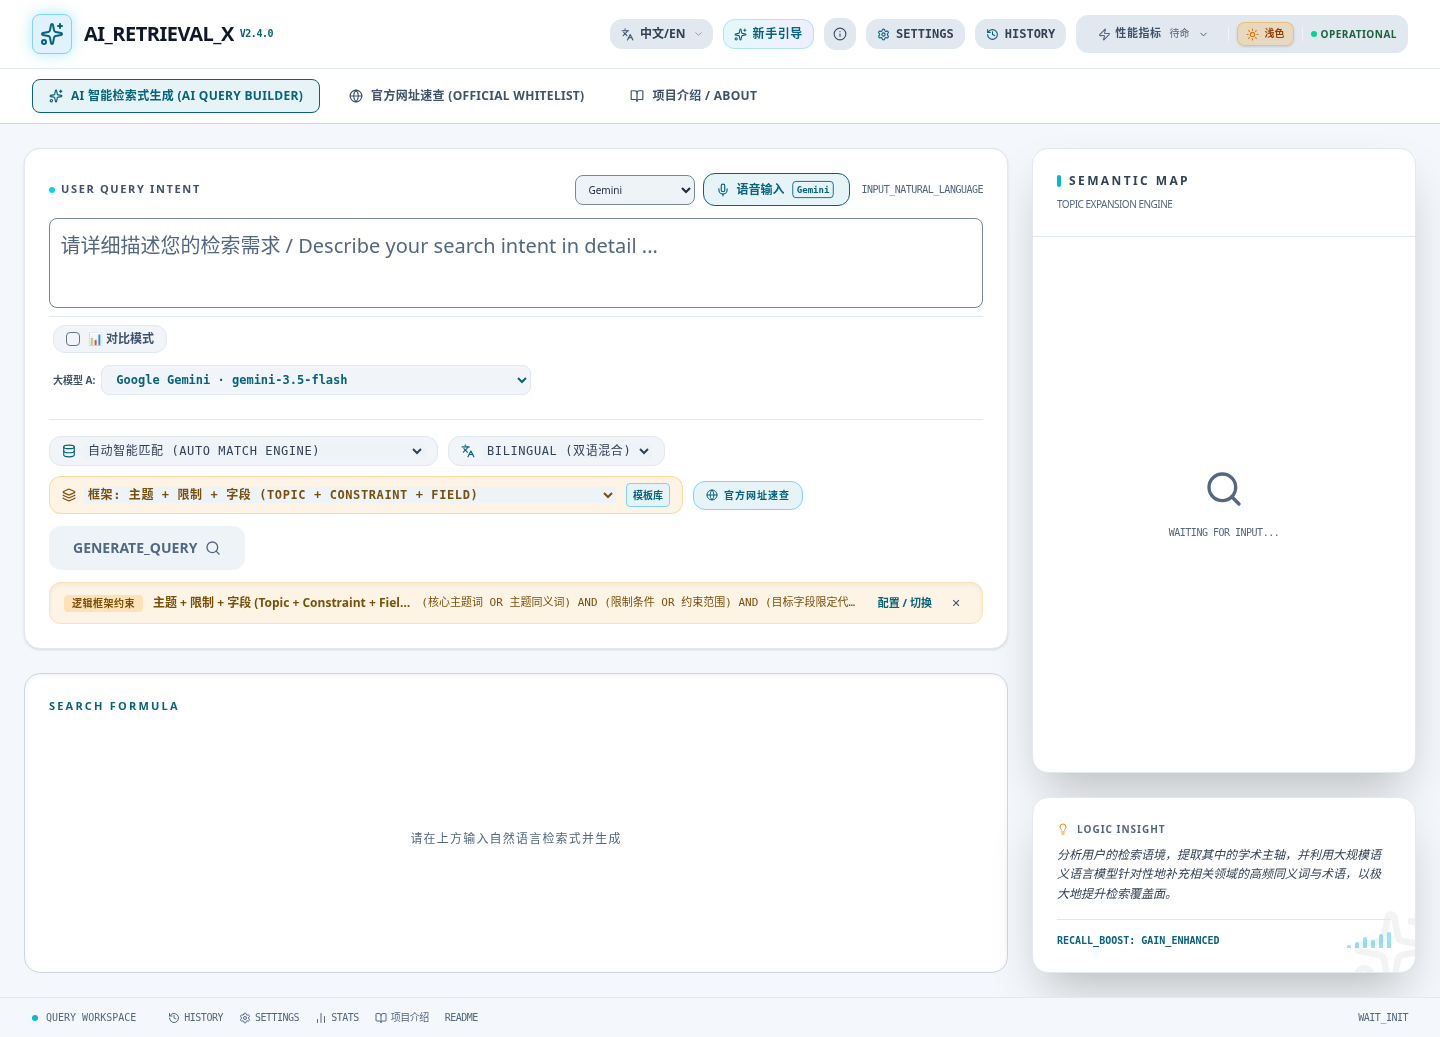 AI_RETRIEVAL_X V2.4.0
中文/EN
新手引导
SETTINGS
HISTORY
性能指标 待命
浅色
OPERATIONAL
AI 智能检索式生成 (AI QUERY BUILDER)
官方网址速查 (OFFICIAL WHITELIST)
项目介绍 / ABOUT
USER QUERY INTENT
Gemini
语音输入 Gemini
INPUT_NATURAL_LANGUAGE
请详细描述您的检索需求 / Describe your search intent in detail ...
📊 对比模式
大模型 A: Google Gemini · gemini-3.5-flash
自动智能匹配 (AUTO MATCH ENGINE)
BILINGUAL (双语混合)
框架: 主题 + 限制 + 字段 (TOPIC + CONSTRAINT + FIELD)
模板库
官方网址速查
GENERATE_QUERY
逻辑框架约束 主题 + 限制 + 字段 (Topic + Constraint + Fiel... (核心主题词 OR 主题同义词) AND (限制条件 OR 约束范围) AND (目标字段限定代… 配置 / 切换 ×
SEARCH FORMULA
请在上方输入自然语言检索式并生成
SEMANTIC MAP
TOPIC EXPANSION ENGINE
WAITING FOR INPUT...
LOGIC INSIGHT
分析用户的检索语境，提取其中的学术主轴，并利用大规模语
义语言模型针对性地补充相关领域的高频同义词与术语，以极
大地提升检索覆盖面。
RECALL_BOOST: GAIN_ENHANCED
QUERY WORKSPACE
HISTORY
SETTINGS
STATS
项目介绍
README
WAIT_INIT